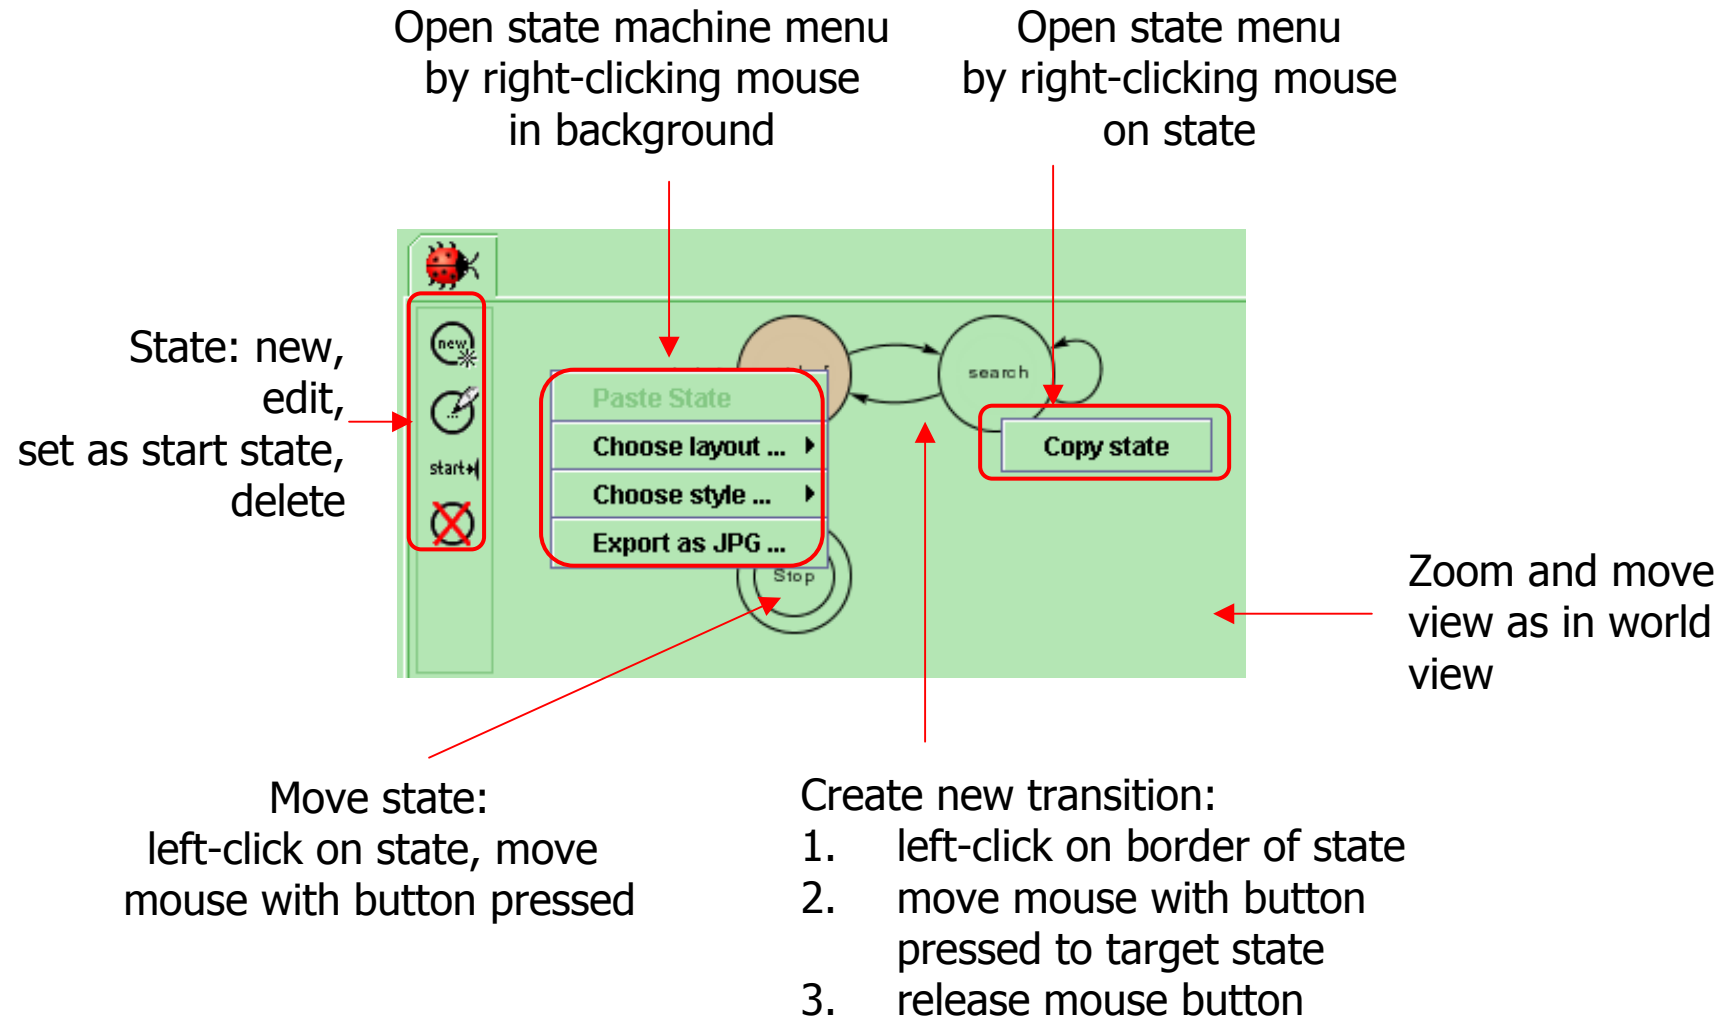 Open state machine menu
by right-clicking mouse
in background
Open state menu
by right-clicking mouse
on state
State: new,
edit,
set as start state,
delete
new
start
search
Paste State
Choose layout ...
Choose style ...
Export as JPG ...
Copy state
Stop
Zoom and move
view as in world
view
Move state:
left-click on state, move
mouse with button pressed
Create new transition:
1. left-click on border of state
2. move mouse with button
pressed to target state
3. release mouse button